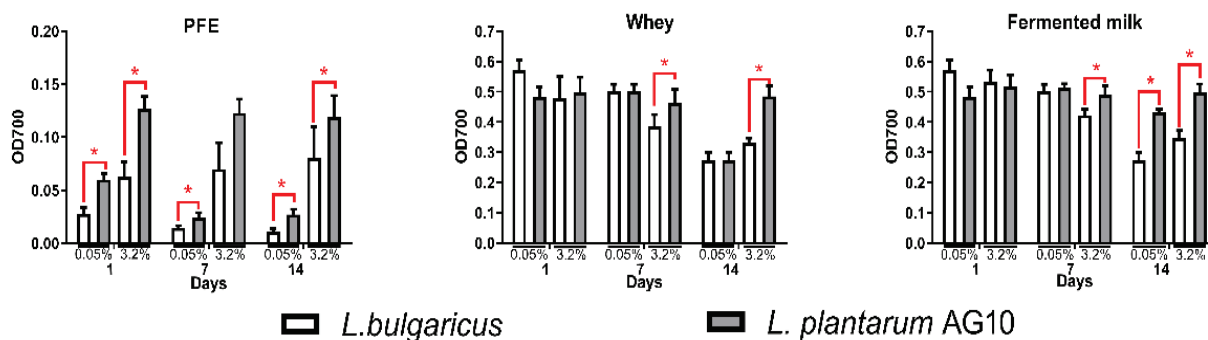 PFE
OD700
0.20
0.15
0.10
0.05
0.00
*
*
*
*
*
0.05% 3.2% 0.05% 3.2% 0.05% 3.2%
1 7 14
Days
Whey
OD700
0.7
0.6
0.5
0.4
0.3
0.2
0.1
0.0
*
*
0.05% 3.2% 0.05% 3.2% 0.05% 3.2%
1 7 14
Days
Fermented milk
OD700
0.7
0.6
0.5
0.4
0.3
0.2
0.1
0.0
*
*
*
0.05% 3.2% 0.05% 3.2% 0.05% 3.2%
1 7 14
Days
L.bulgaricus
L. plantarum AG10